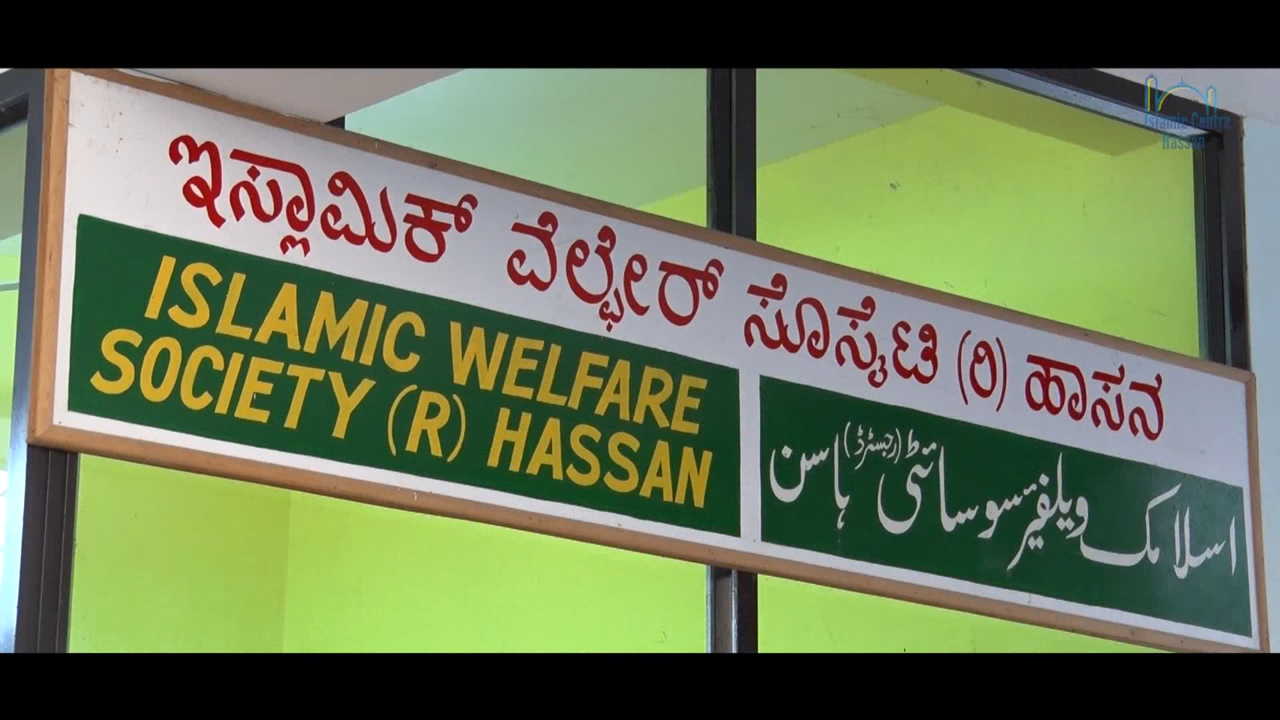 ಇಸ್ಲಾಮಿಕ್ ವೆಲ್ಫೇರ್ ಸೊಸೈಟಿ (ರಿ) ಹಾಸನ
ISLAMIC WELFARE
SOCIETY (R) HASSAN
اسلامک ویلفیر سوسائٹی (رجسٹرڈ) ہاسن
Islamic Centre
Hassan